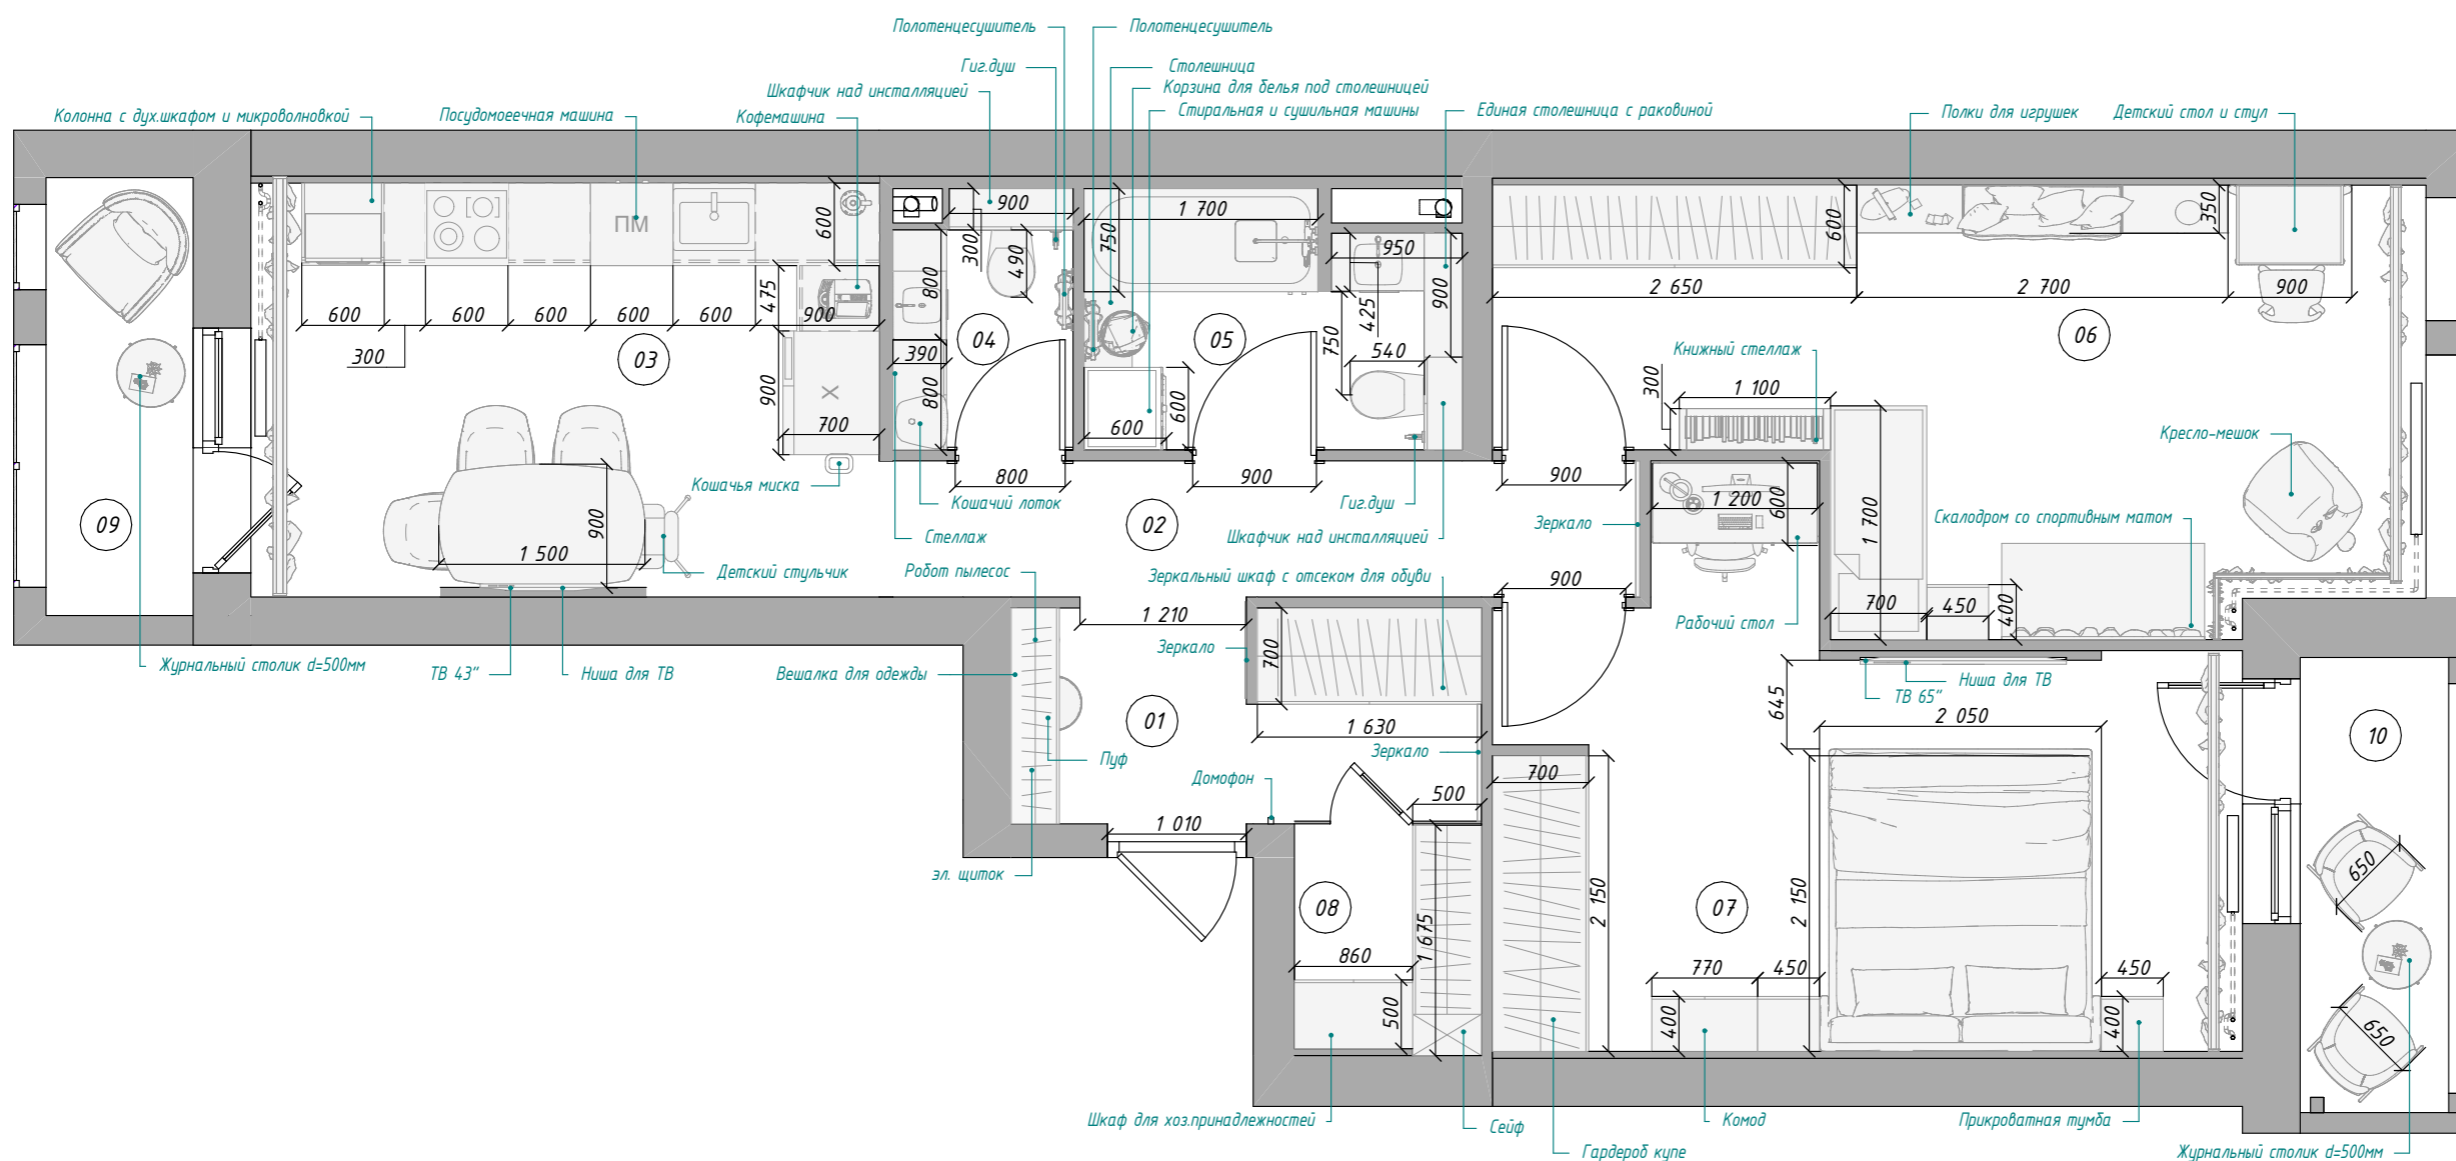 Полотенцесушитель
Полотенцесушитель
Гиг.душ
Столешница
Шкафчик над инсталляцией
Корзина для белья под столешницей
Колонна с дух.шкафом и микроволновкой
Посудомоеечная машина
Кофемашина
Стиральная и сушильная машины
Единая столешница с раковиной
Полки для игрушек
Детский стол и стул
600
ПМ
900
300
490
800
1 700
750
950
425
900
600
350
2 650
2 700
900
475
600
600
600
600
600
900
300
03
04
05
06
390
800
900
Х
700
750
540
600
600
300
1 100
Книжный стеллаж
Кресло-мешок
Кошачья миска
800
900
900
Кошачий лоток
Гиг.душ
1 200
600
1 700
09
900
1 500
02
Стеллаж
Шкафчик над инсталляцией
Зеркало
Скалодром со спортивным матом
Детский стульчик
Робот пылесос
Зеркальный шкаф с отсеком для обуви
900
700
450
400
1 210
Рабочий стол
Журнальный столик d=500мм
ТВ 43"
Ниша для ТВ
Вешалка для одежды
Зеркало
700
645
Ниша для ТВ
ТВ 65"
01
1 630
2 050
10
Пуф
Зеркало
Домофон
700
500
1 010
эл. щиток
650
08
2 150
07
2 150
1 675
860
770
450
450
500
400
400
650
Шкаф для хоз.принадлежностей
Сейф
Гардероб купе
Комод
Прикроватная тумба
Журнальный столик d=500мм